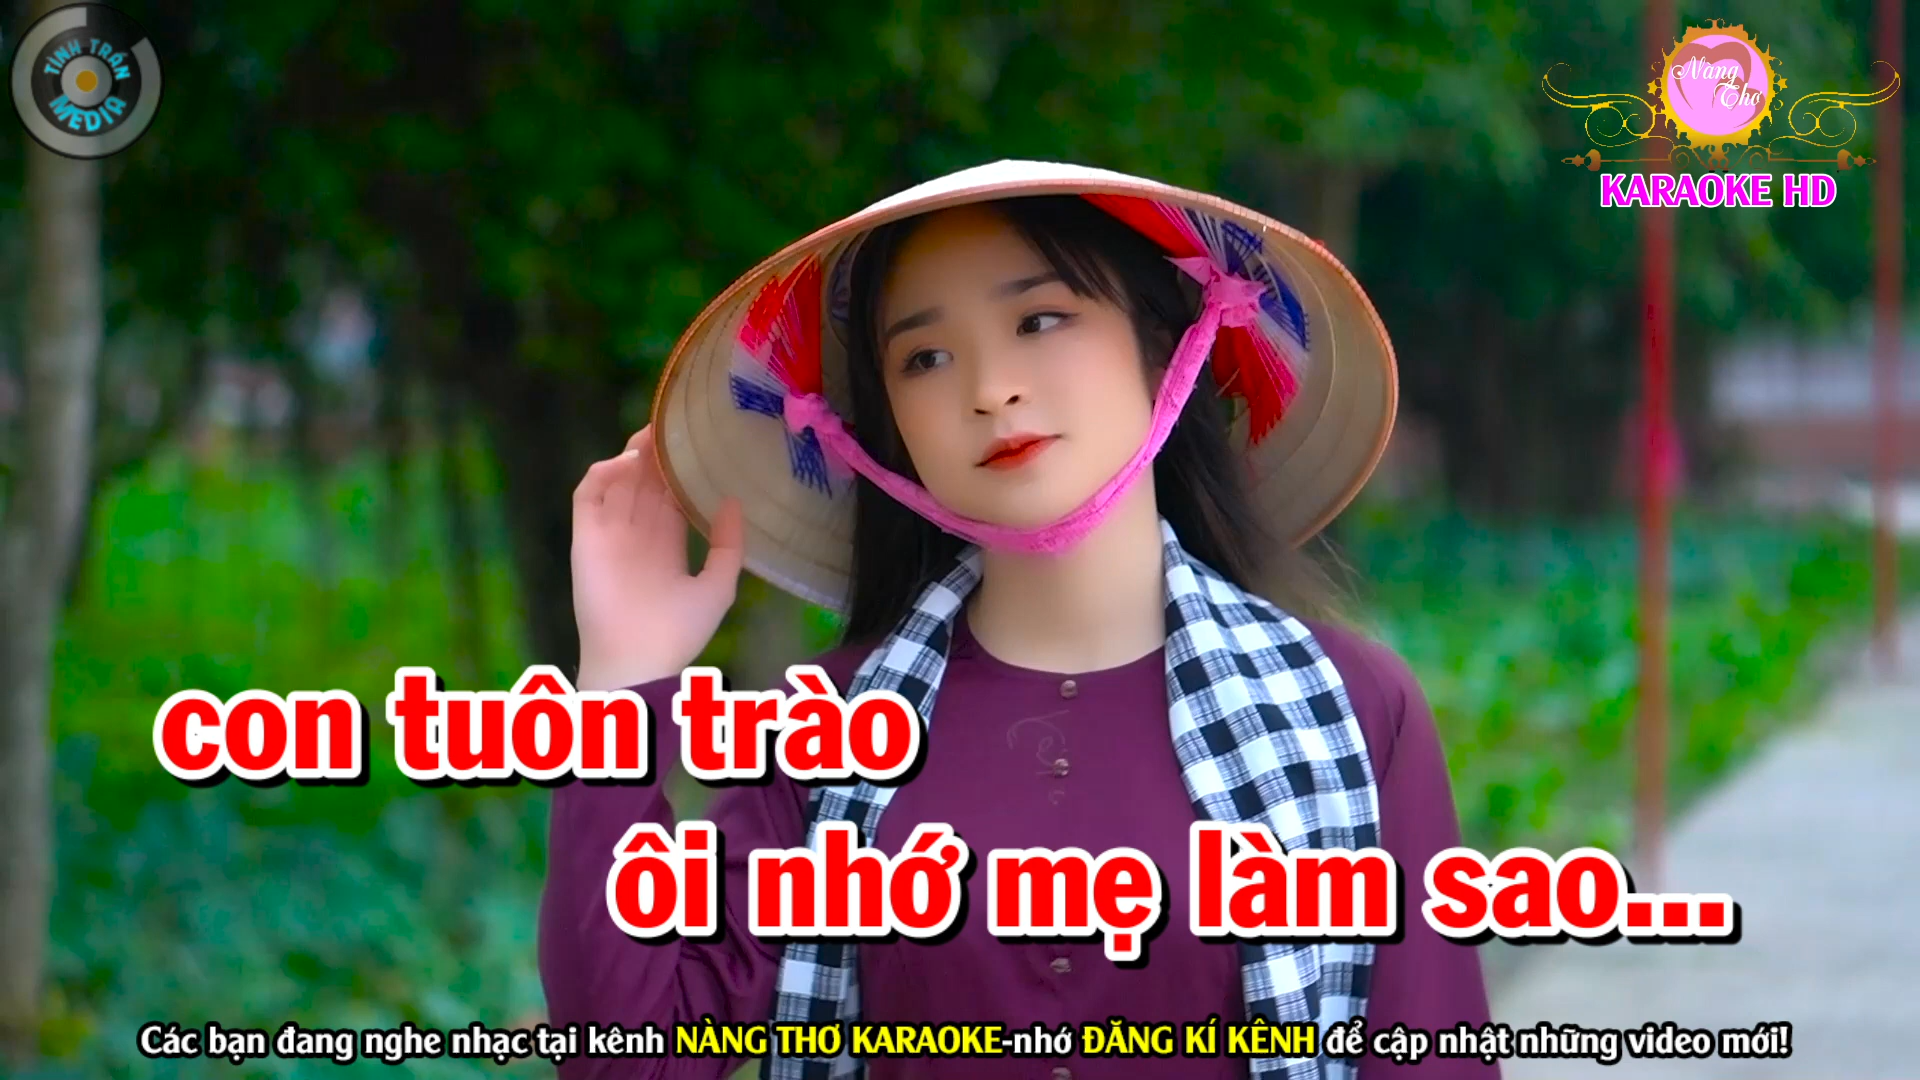 TÌNH TRẦN
MEDIA
Nàng
Thơ
KARAOKE HD
con tuôn trào
ôi nhớ mẹ làm sao...
Các bạn đang nghe nhạc tại kênh NÀNG THƠ KARAOKE-nhớ ĐĂNG KÍ KÊNH để cập nhật những video mới!